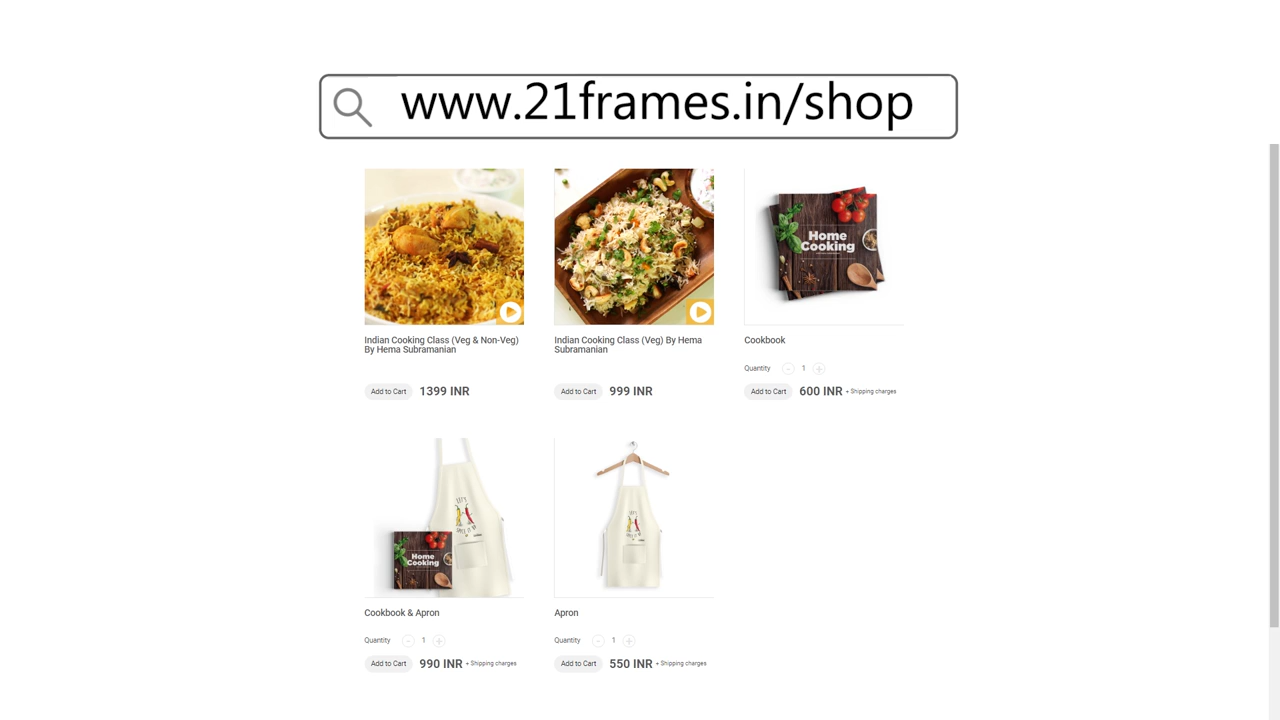 www.21frames.in/shop
Home
Cooking
Indian Cooking Class (Veg & Non-Veg)
By Hema Subramanian
Add to Cart 1399 INR
Indian Cooking Class (Veg) By Hema
Subramanian
Add to Cart 999 INR
Cookbook
Quantity - 1 +
Add to Cart 600 INR + Shipping charges
LET'S
Home
Cooking
LET'S
Cookbook & Apron
Quantity - 1 +
Add to Cart 990 INR + Shipping charges
Apron
Quantity - 1 +
Add to Cart 550 INR + Shipping charges